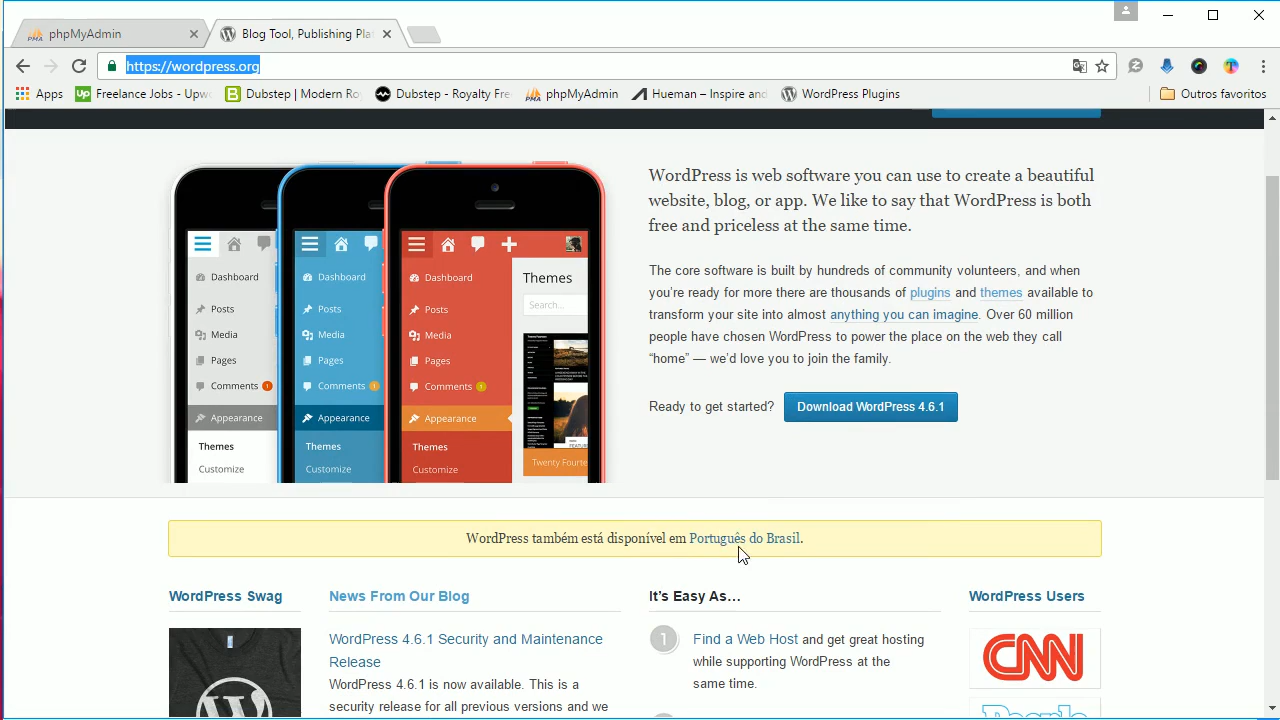 phpMyAdmin
Blog Tool, Publishing Pla
https://wordpress.org
Apps
Freelance Jobs - Upw
Dubstep | Modern Ro
Dubstep - Royalty Fre
phpMyAdmin
Hueman – Inspire and
WordPress Plugins
Outros favoritos
WordPress is web software you can use to create a beautiful
website, blog, or app. We like to say that WordPress is both
free and priceless at the same time.
The core software is built by hundreds of community volunteers, and when
you’re ready for more there are thousands of plugins and themes available to
transform your site into almost anything you can imagine. Over 60 million
people have chosen WordPress to power the place on the web they call
“home” — we’d love you to join the family.
Ready to get started?
Download WordPress 4.6.1
Dashboard
Posts
Media
Pages
Comments
Appearance
Themes
Customize
Dashboard
Posts
Media
Pages
Comments 1
Appearance
Themes
Customize
Dashboard
Posts
Media
Pages
Comments 1
Appearance
Themes
Customize
Themes
Search...
Twenty Fourte
WordPress também está disponível em Português do Brasil.
WordPress Swag
News From Our Blog
WordPress 4.6.1 Security and Maintenance
Release
WordPress 4.6.1 is now available. This is a
security release for all previous versions and we
It’s Easy As…
1
Find a Web Host and get great hosting
while supporting WordPress at the
same time.
WordPress Users
CNN